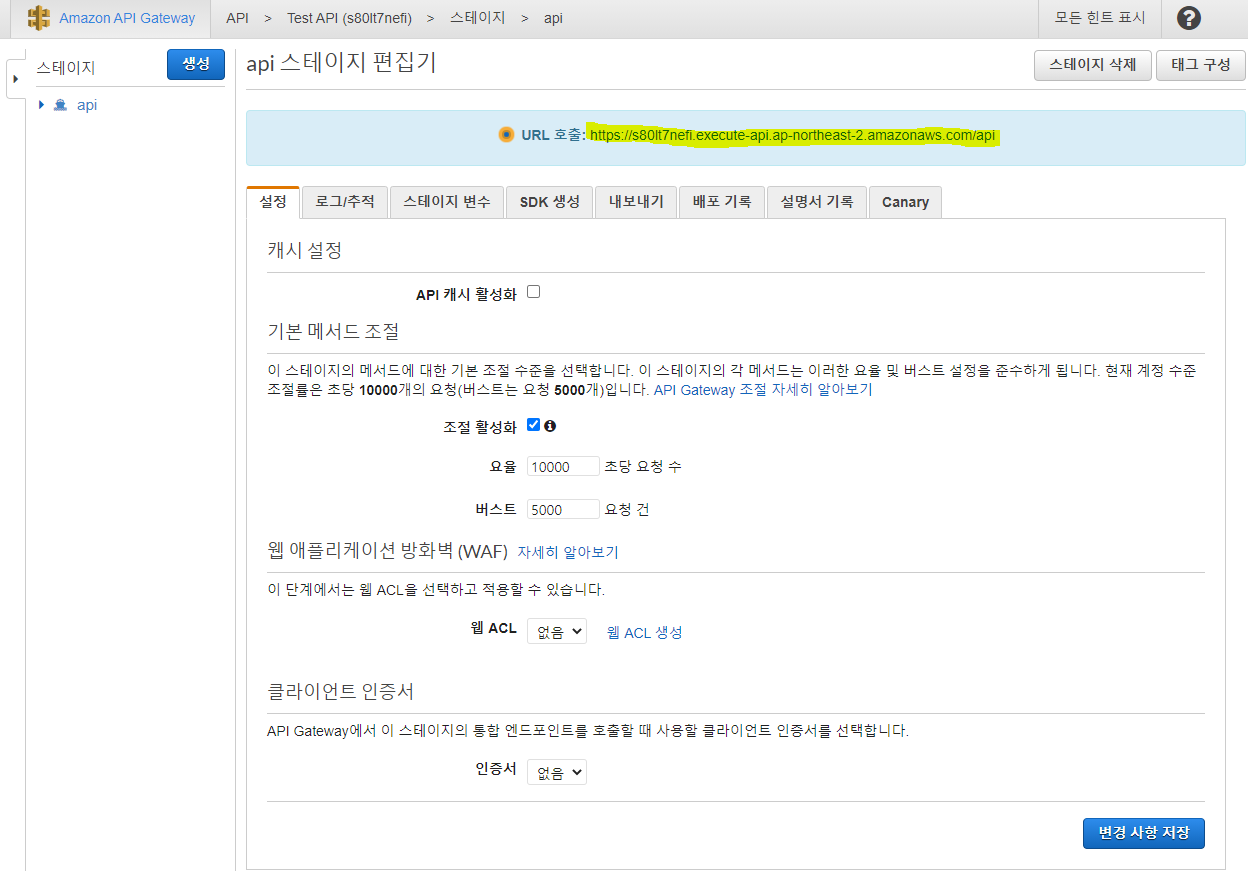 Amazon API Gateway API > Test API (s80lt7nefi) > 스테이지 > api 모든 힌트 표시 ?
스테이지 생성
api
api 스테이지 편집기 스테이지 삭제 태그 구성
URL 호출: https://s80lt7nefi.execute-api.ap-northeast-2.amazonaws.com/api
설정 로그/추적 스테이지 변수 SDK 생성 내보내기 배포 기록 설명서 기록 Canary
캐시 설정
API 캐시 활성화
기본 메서드 조절
이 스테이지의 메서드에 대한 기본 조절 수준을 선택합니다. 이 스테이지의 각 메서드는 이러한 요율 및 버스트 설정을 준수하게 됩니다. 현재 계정 수준
조절률은 초당 10000개의 요청(버스트는 요청 5000개)입니다. API Gateway 조절 자세히 알아보기
조절 활성화
요율 10000 초당 요청 수
버스트 5000 요청 건
웹 애플리케이션 방화벽 (WAF) 자세히 알아보기
이 단계에서는 웹 ACL을 선택하고 적용할 수 있습니다.
웹 ACL 없음 웹 ACL 생성
클라이언트 인증서
API Gateway에서 이 스테이지의 통합 엔드포인트를 호출할 때 사용할 클라이언트 인증서를 선택합니다.
인증서 없음
변경 사항 저장